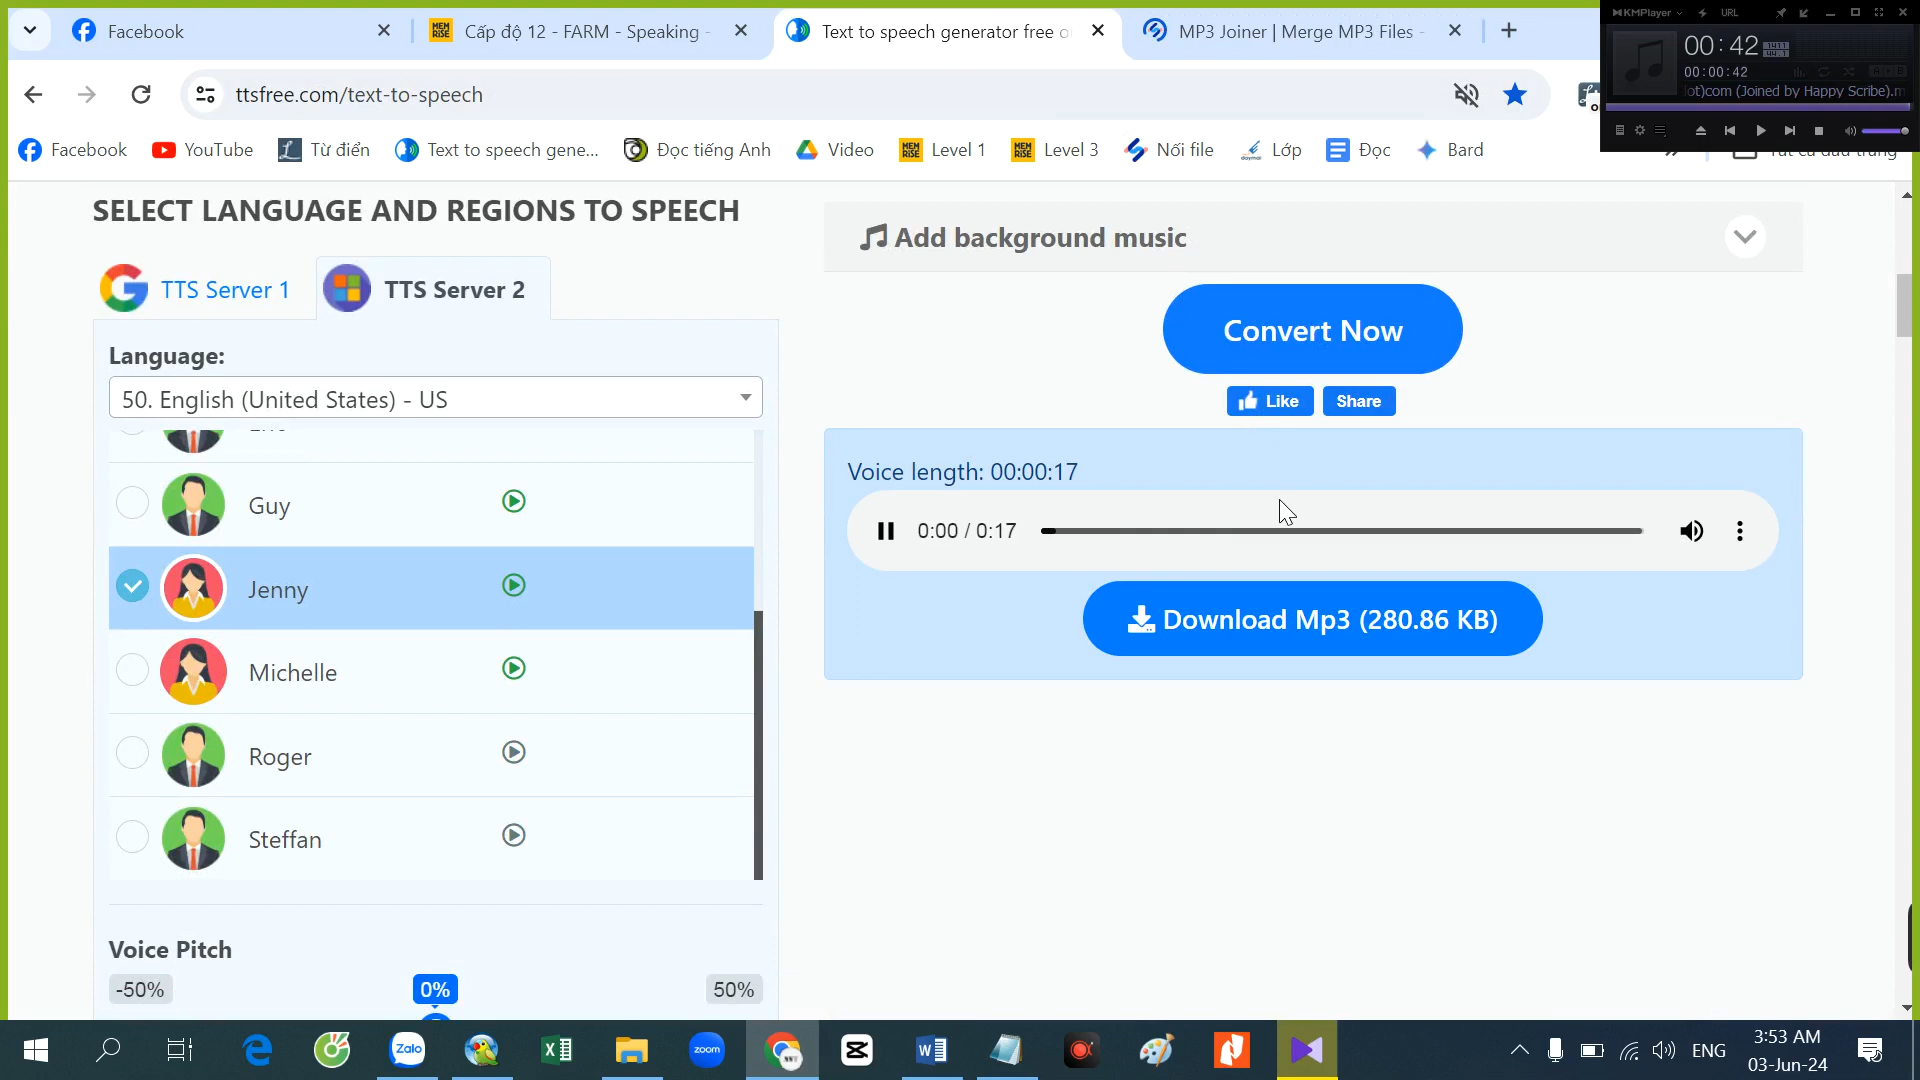 Facebook
Cấp độ 12 - FARM - Speaking -
Text to speech generator free o
MP3 Joiner | Merge MP3 Files -
KMPlayer
URL
00:42
00:00:42
lot)com (Joined by Happy Scribe).m
ttsfree.com/text-to-speech
Facebook
YouTube
Từ điển
Text to speech gene...
Đọc tiếng Anh
Video
Level 1
Level 3
Nối file
Lớp
Đọc
Bard
SELECT LANGUAGE AND REGIONS TO SPEECH
TTS Server 1
TTS Server 2
Language:
50. English (United States) - US
Guy
Jenny
Michelle
Roger
Steffan
Voice Pitch
-50%
0%
50%
Add background music
Convert Now
Like
Share
Voice length: 00:00:17
0:00 / 0:17
Download Mp3 (280.86 KB)
Zalo
zoom
ENG
3:53 AM
03-Jun-24